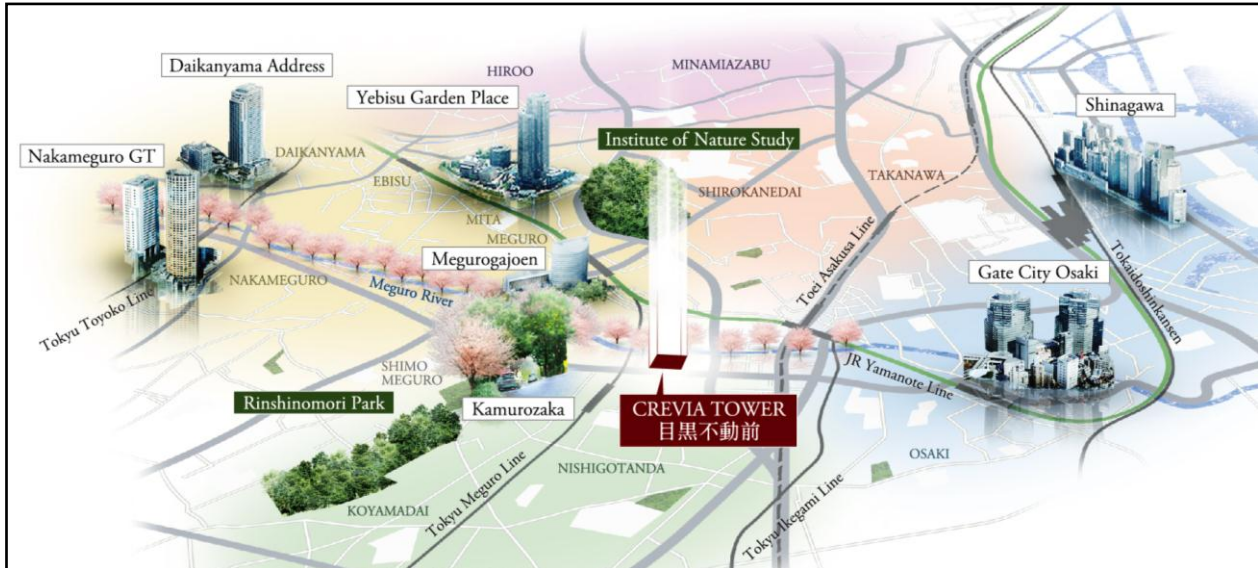 Daikanyama Address
HIROO
MINAMIAZABU
Yebisu Garden Place
Shinagawa
Institute of Nature Study
Nakameguro GT
DAIKANYAMA
EBISU
SHIROKANEDAI
TAKANAWA
MITA
MEGURO
Megurogajoen
NAKAMEGURO
Meguro River
Tokyu Toyoko Line
Toei Asakusa Line
Tokaidoshinkansen
Gate City Osaki
SHIMO
MEGURO
JR Yamanote Line
Rinshinomori Park
Kamurozaka
CREVIA TOWER
目黒不動前
OSAKI
NISHIGOTANDA
KOYAMADAI
Tokyu Meguro Line
Tokyu Ikegami Line